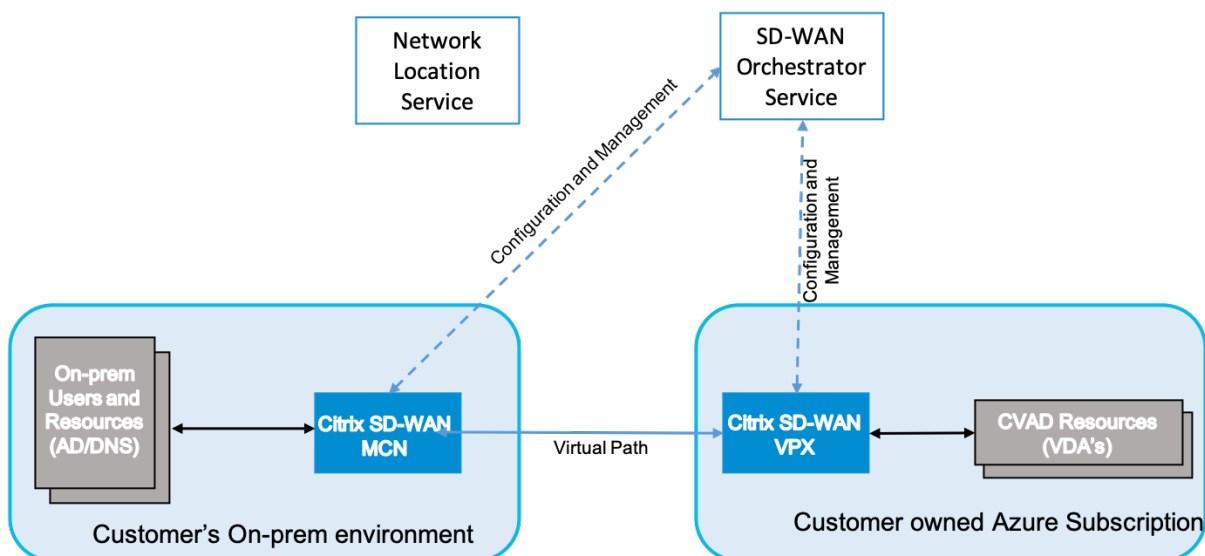 Network
Location
Service
SD-WAN
Orchestrator
Service
Configuration and Management
Configuration and
Management
On-prem
Users and
Resources
(AD/DNS)
Citrix SD-WAN
MCN
Virtual Path
Citrix SD-WAN
VPX
CVAD Resources
(VDA's)
Customer's On-prem environment
Customer owned Azure Subscription